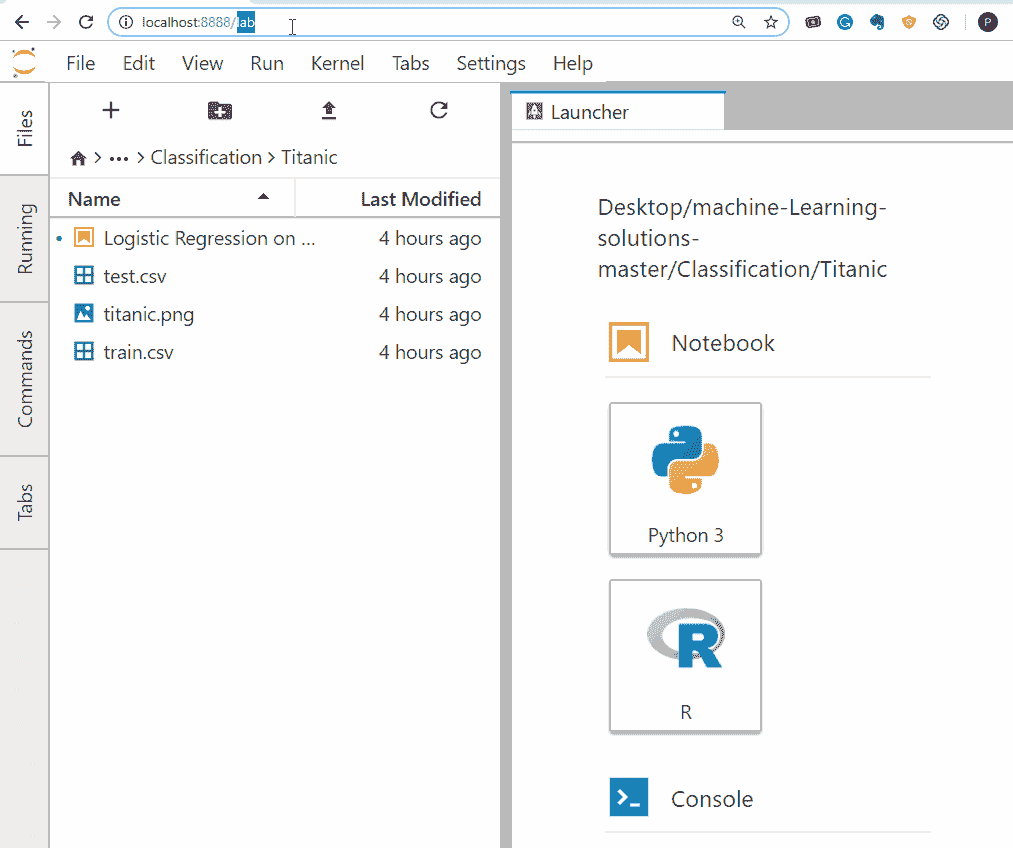 localhost:8888/lab
P
File Edit View Run Kernel Tabs Settings Help
Files
Running
Commands
Tabs
... > Classification > Titanic
Name Last Modified
Logistic Regression on ... 4 hours ago
test.csv 4 hours ago
titanic.png 4 hours ago
train.csv 4 hours ago
Launcher
Desktop/machine-Learning-
solutions-
master/Classification/Titanic
Notebook
Python 3
R
R
Console